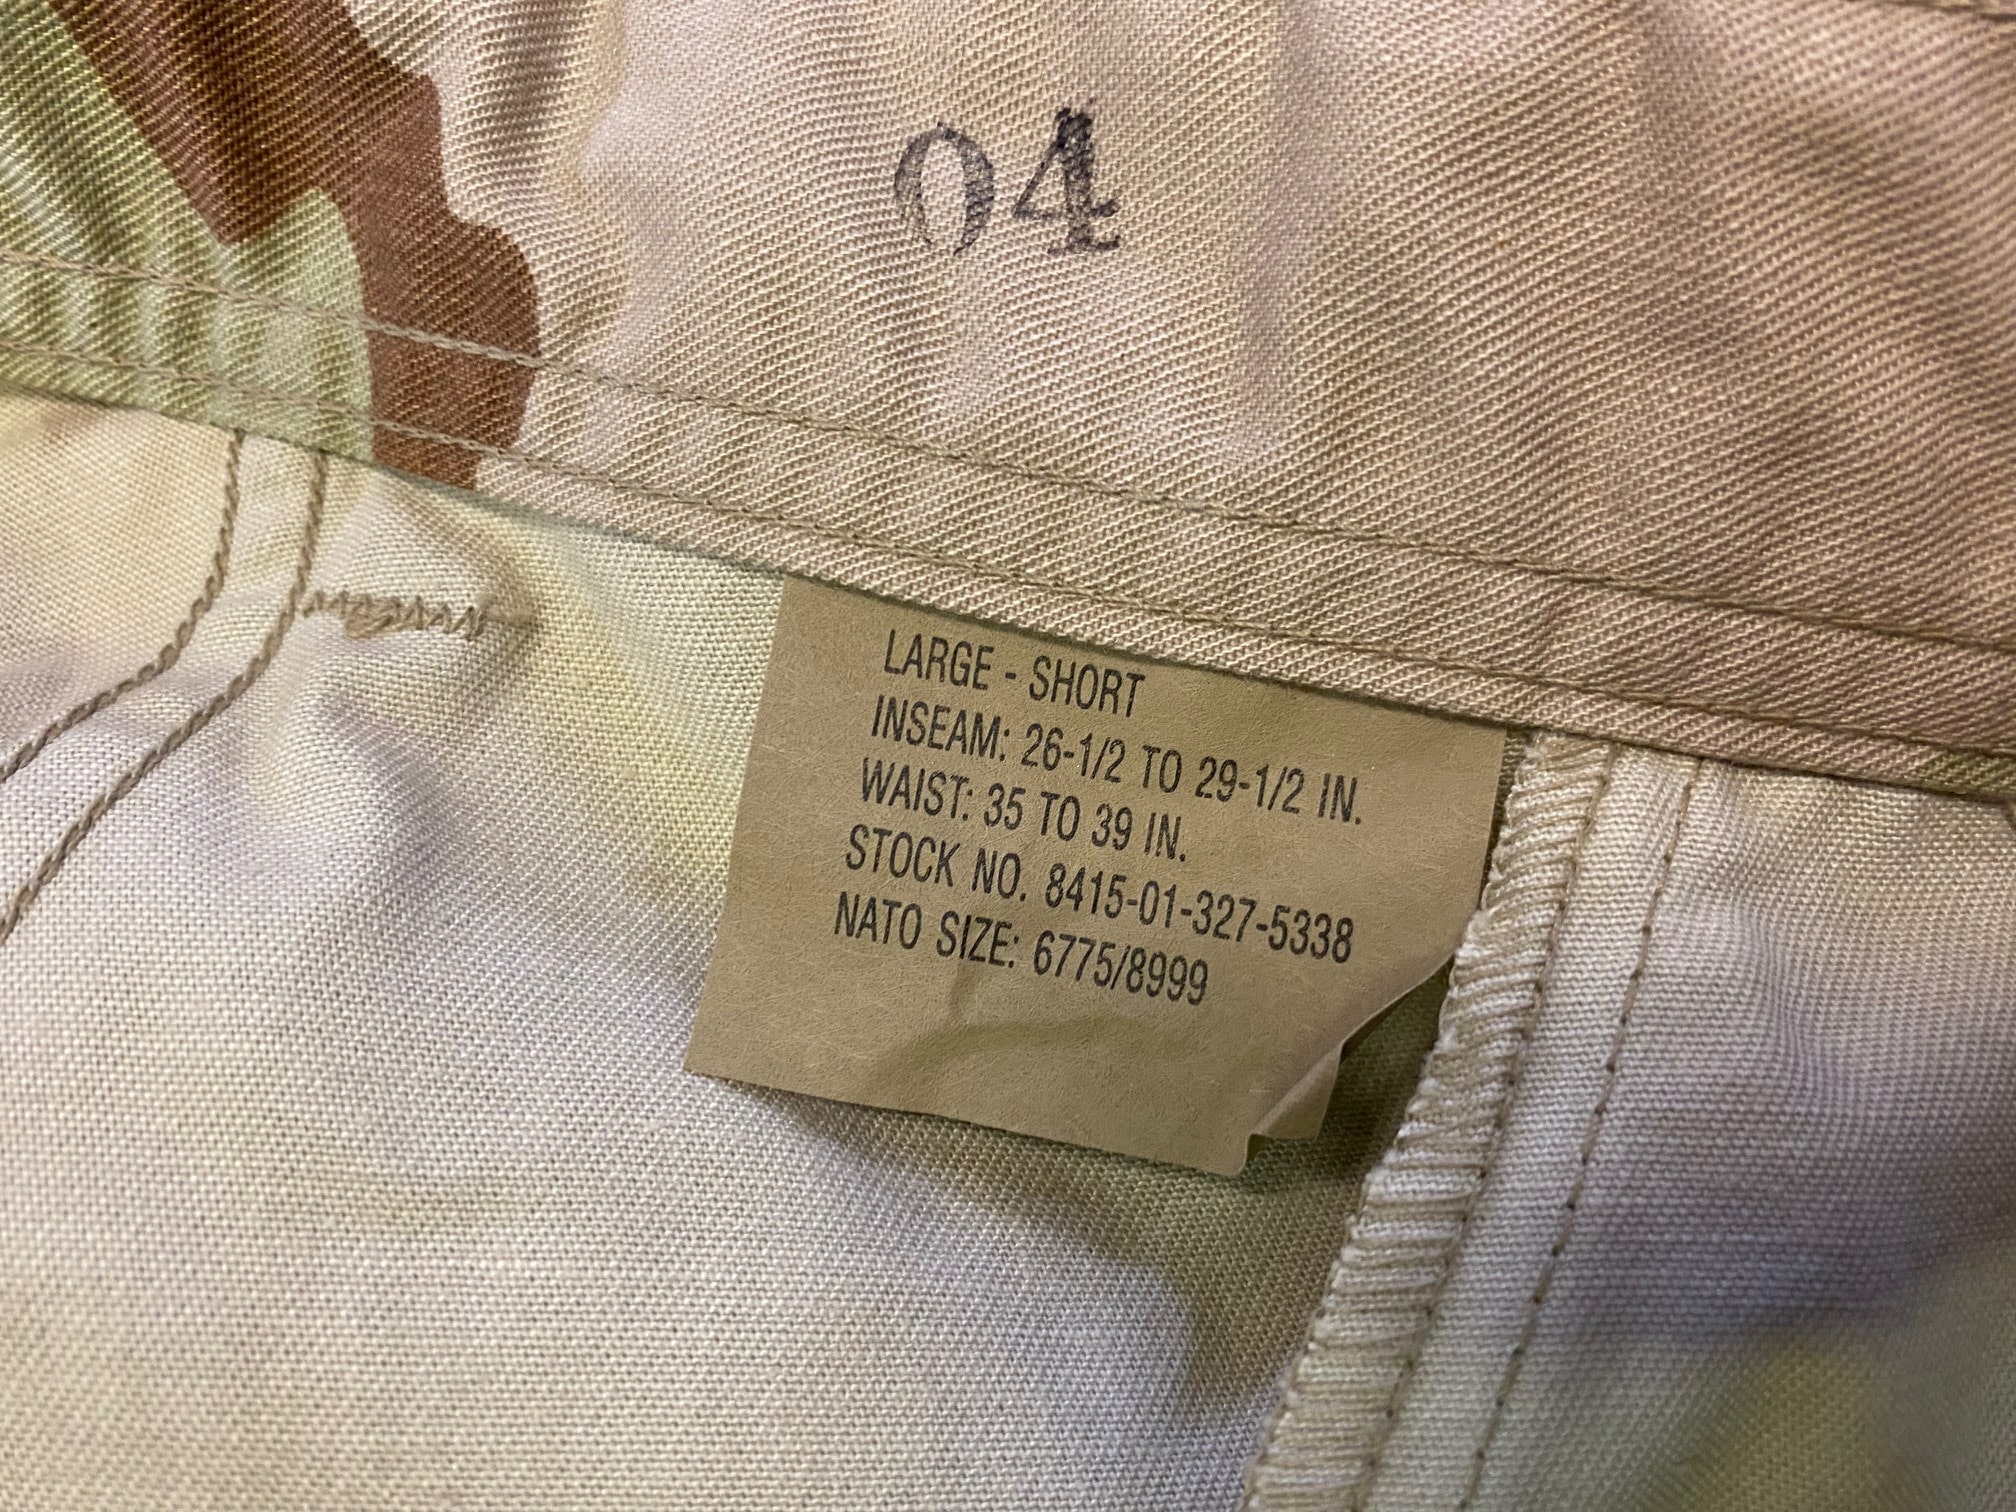 04
LARGE - SHORT
INSEAM: 26-1/2 TO 29-1/2 IN.
WAIST: 35 TO 39 IN.
STOCK NO. 8415-01-327-5338
NATO SIZE: 6775/8999